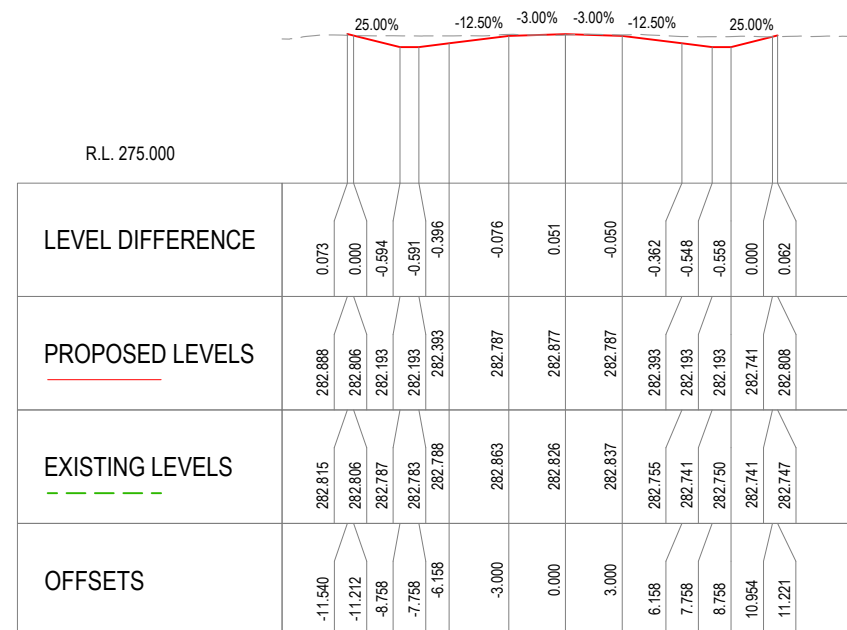 25.00% -12.50% -3.00% -3.00% -12.50% 25.00%
R.L. 275.000
LEVEL DIFFERENCE 0.073 0.000 -0.594 -0.591 -0.396 -0.076 0.051 -0.050 -0.362 -0.548 -0.558 0.000 0.062
PROPOSED LEVELS 282.888 282.806 282.193 282.193 282.393 282.787 282.877 282.787 282.393 282.193 282.193 282.741 282.808
EXISTING LEVELS 282.815 282.806 282.787 282.783 282.788 282.863 282.826 282.837 282.755 282.741 282.750 282.741 282.747
OFFSETS -11.540 -11.212 -8.758 -7.758 -6.158 -3.000 0.000 3.000 6.158 7.758 8.758 10.954 11.221